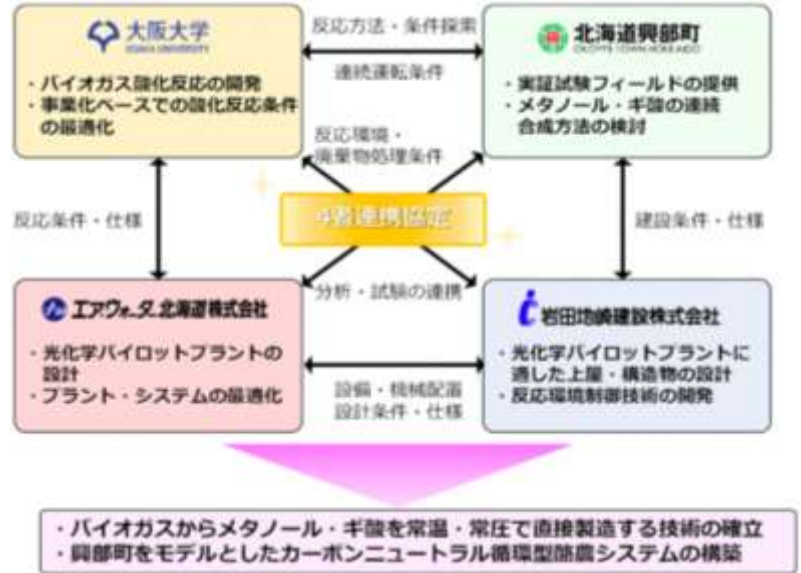 大阪大学
OSAKA UNIVERSITY
・バイオガス酸化反応の開発
・事業化ベースでの酸化反応条件
の最適化
反応方法・条件探索
連続運転条件
北海道興部町
OKOPPE TOWN HOKKAIDO
・実証試験フィールドの提供
・メタノール・ギ酸の連続
合成方法の検討
反応環境・
廃棄物処理条件
4者連携協定
反応条件・仕様
建設条件・仕様
分析・試験の連携
エア・ウォーター北海道株式会社
・光化学パイロットプラントの
設計
・プラント・システムの最適化
設備・機械配置
設計条件・仕様
岩田地崎建設株式会社
・光化学パイロットプラントに
適した上屋・構造物の設計
・反応環境制御技術の開発
・バイオガスからメタノール・ギ酸を常温・常圧で直接製造する技術の確立
・興部町をモデルとしたカーボンニュートラル循環型酪農システムの構築